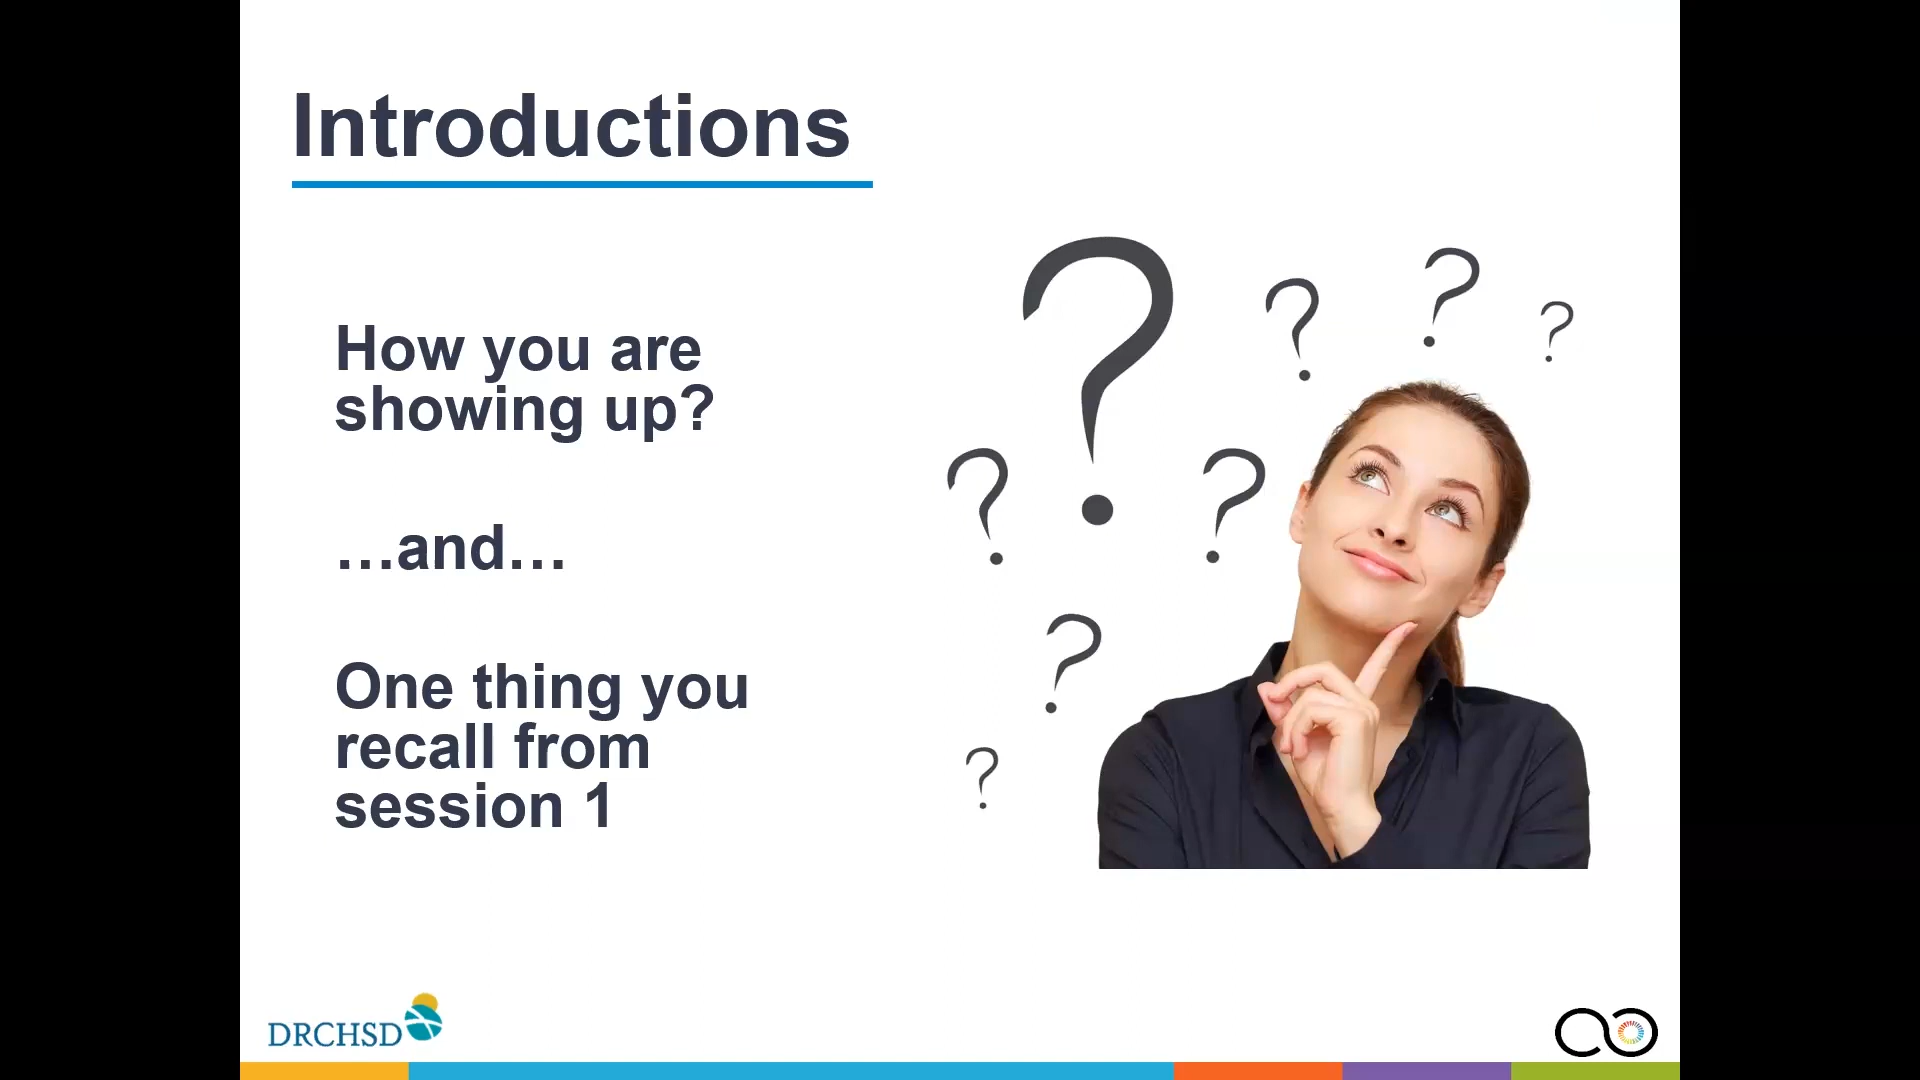 Introductions
How you are
showing up?
…and…
One thing you
recall from
session 1
? ? ? ?
? ?
?
?
DRCHSD